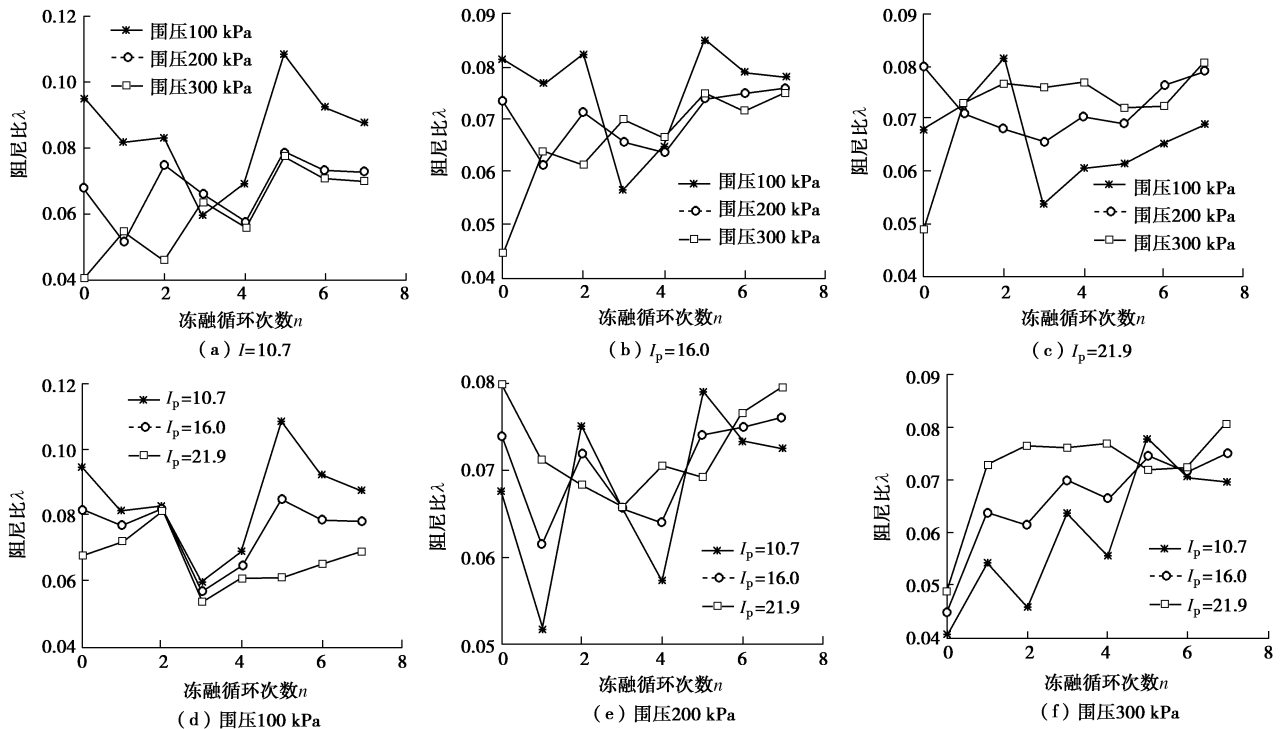 0.12
0.10
0.08
0.06
0.04
阻尼比λ
围压100 kPa
围压200 kPa
围压300 kPa
0 2 4 6 8
冻融循环次数n
(a) I=10.7
0.09
0.08
0.07
0.06
0.05
0.04
阻尼比λ
围压100 kPa
围压200 kPa
围压300 kPa
0 2 4 6 8
冻融循环次数n
(b) Ip=16.0
0.09
0.08
0.07
0.06
0.05
0.04
阻尼比λ
围压100 kPa
围压200 kPa
围压300 kPa
0 2 4 6 8
冻融循环次数n
(c) Ip=21.9
0.12
0.10
0.08
0.06
0.04
阻尼比λ
Ip=10.7
Ip=16.0
Ip=21.9
0 2 4 6 8
冻融循环次数n
(d) 围压100 kPa
0.08
0.07
0.06
0.05
阻尼比λ
Ip=10.7
Ip=16.0
Ip=21.9
0 2 4 6 8
冻融循环次数n
(e) 围压200 kPa
0.09
0.08
0.07
0.06
0.05
0.04
阻尼比λ
Ip=10.7
Ip=16.0
Ip=21.9
0 2 4 6 8
冻融循环次数n
(f) 围压300 kPa